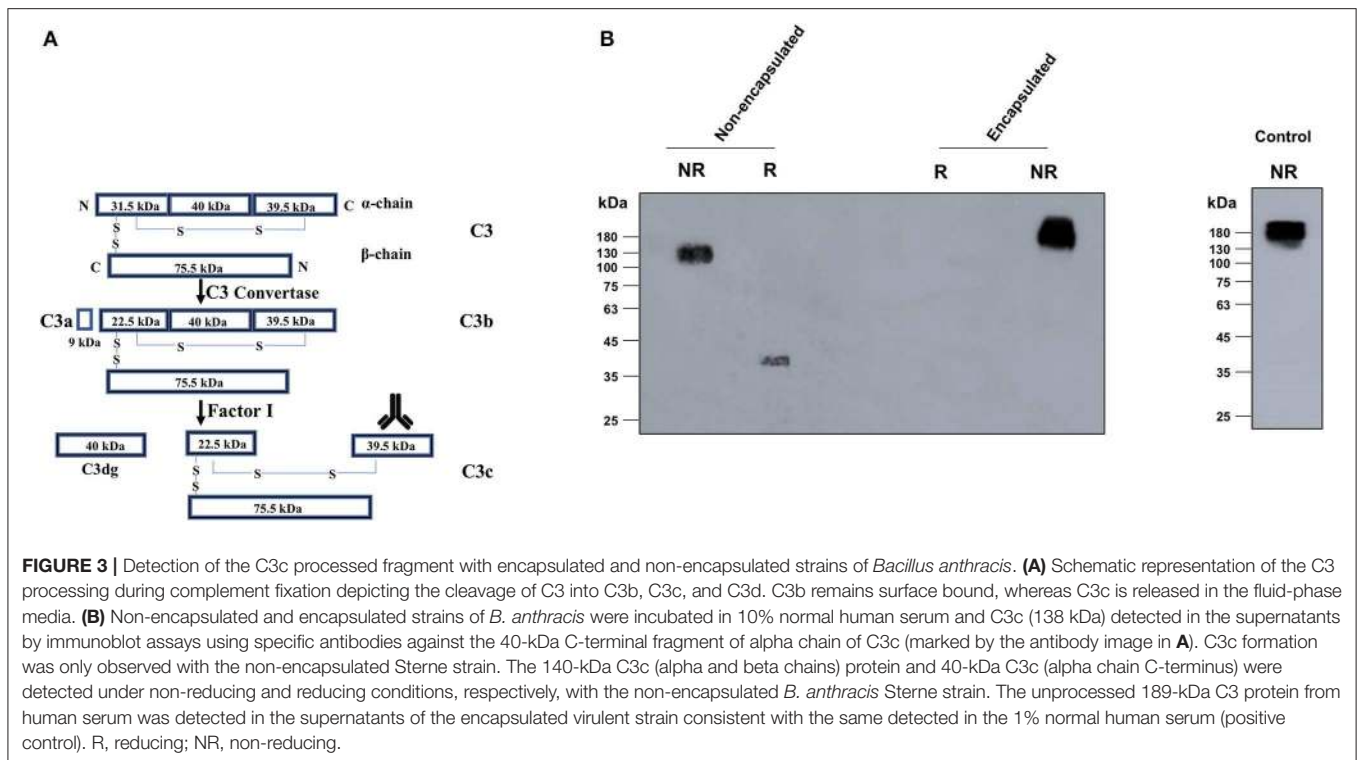 A
N 31.5 kDa 40 kDa 39.5 kDa C α-chain
S S S
S
C3
β-chain
C 75.5 kDa N
C3 Convertase
C3a 22.5 kDa 40 kDa 39.5 kDa C3b
9 kDa S S S
S
75.5 kDa
Factor I
40 kDa 22.5 kDa 39.5 kDa
C3dg
S S S C3c
S
75.5 kDa
B
Non-encapsulated
Encapsulated
NR R R NR
kDa
180
130
100
75
63
45
35
25
Control
NR
kDa
180
130
100
75
63
45
35
25
FIGURE 3 | Detection of the C3c processed fragment with encapsulated and non-encapsulated strains of Bacillus anthracis. (A) Schematic representation of the C3
processing during complement fixation depicting the cleavage of C3 into C3b, C3c, and C3d. C3b remains surface bound, whereas C3c is released in the fluid-phase
media. (B) Non-encapsulated and encapsulated strains of B. anthracis were incubated in 10% normal human serum and C3c (138 kDa) detected in the supernatants
by immunoblot assays using specific antibodies against the 40-kDa C-terminal fragment of alpha chain of C3c (marked by the antibody image in A). C3c formation
was only observed with the non-encapsulated Sterne strain. The 140-kDa C3c (alpha and beta chains) protein and 40-kDa C3c (alpha chain C-terminus) were
detected under non-reducing and reducing conditions, respectively, with the non-encapsulated B. anthracis Sterne strain. The unprocessed 189-kDa C3 protein from
human serum was detected in the supernatants of the encapsulated virulent strain consistent with the same detected in the 1% normal human serum (positive
control). R, reducing; NR, non-reducing.